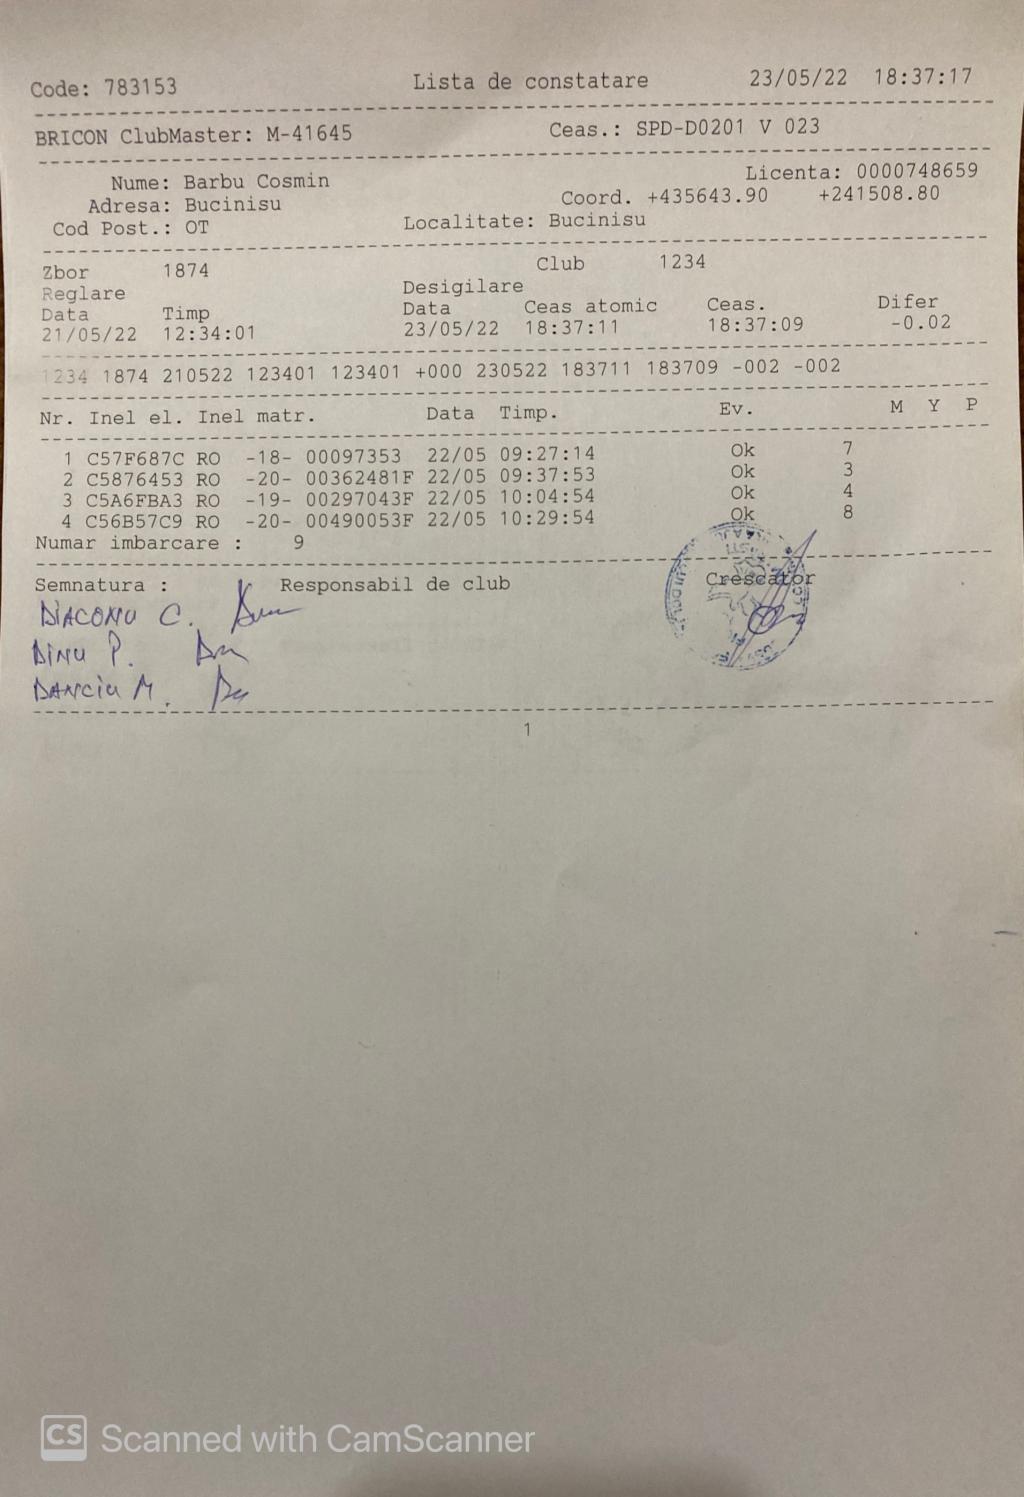 Code: 783153 Lista de constatare 23/05/22 18:37:17
BRICON ClubMaster: M-41645 Ceas.: SPD-D0201 V 023
Nume: Barbu Cosmin Licenta: 0000748659
Adresa: Bucinisu Coord. +435643.90 +241508.80
Cod Post.: OT Localitate: Bucinisu
Zbor 1874 Club 1234
Reglare Desigilare
Data Timp Data Ceas atomic Ceas. Difer
21/05/22 12:34:01 23/05/22 18:37:11 18:37:09 -0.02
1234 1874 210522 123401 123401 +000 230522 183711 183709 -002 -002
Nr. Inel el. Inel matr. Data Timp. Ev. M Y P
1 C57F687C RO -18- 00097353 22/05 09:27:14 Ok 7
2 C5876453 RO -20- 00362481F 22/05 09:37:53 Ok 3
3 C5A6FBA3 RO -19- 00297043F 22/05 10:04:54 Ok 4
4 C56B57C9 RO -20- 00490053F 22/05 10:29:54 Ok 8
Numar imbarcare : 9
Semnatura : Responsabil de club Crescator
DIACONU C.
DINU P.
DANCIU M.
1
CS Scanned with CamScanner